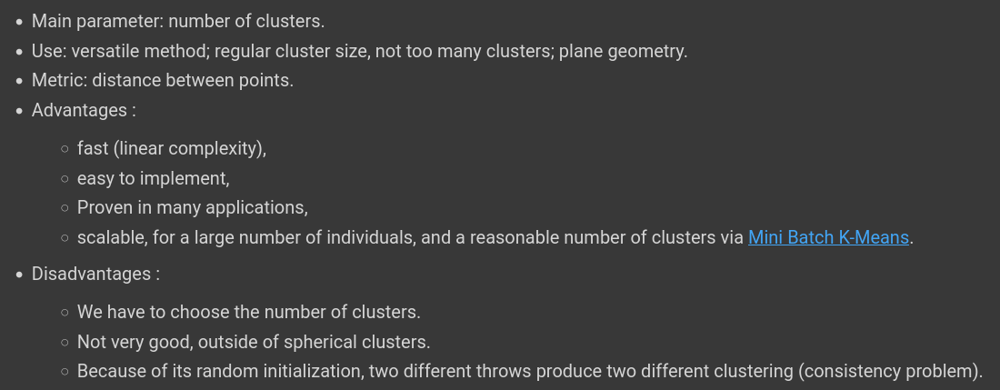 Main parameter: number of clusters.
Use: versatile method; regular cluster size, not too many clusters; plane geometry.
Metric: distance between points.
Advantages :
fast (linear complexity),
easy to implement,
Proven in many applications,
scalable, for a large number of individuals, and a reasonable number of clusters via Mini Batch K-Means.
Disadvantages :
We have to choose the number of clusters.
Not very good, outside of spherical clusters.
Because of its random initialization, two different throws produce two different clustering (consistency problem).